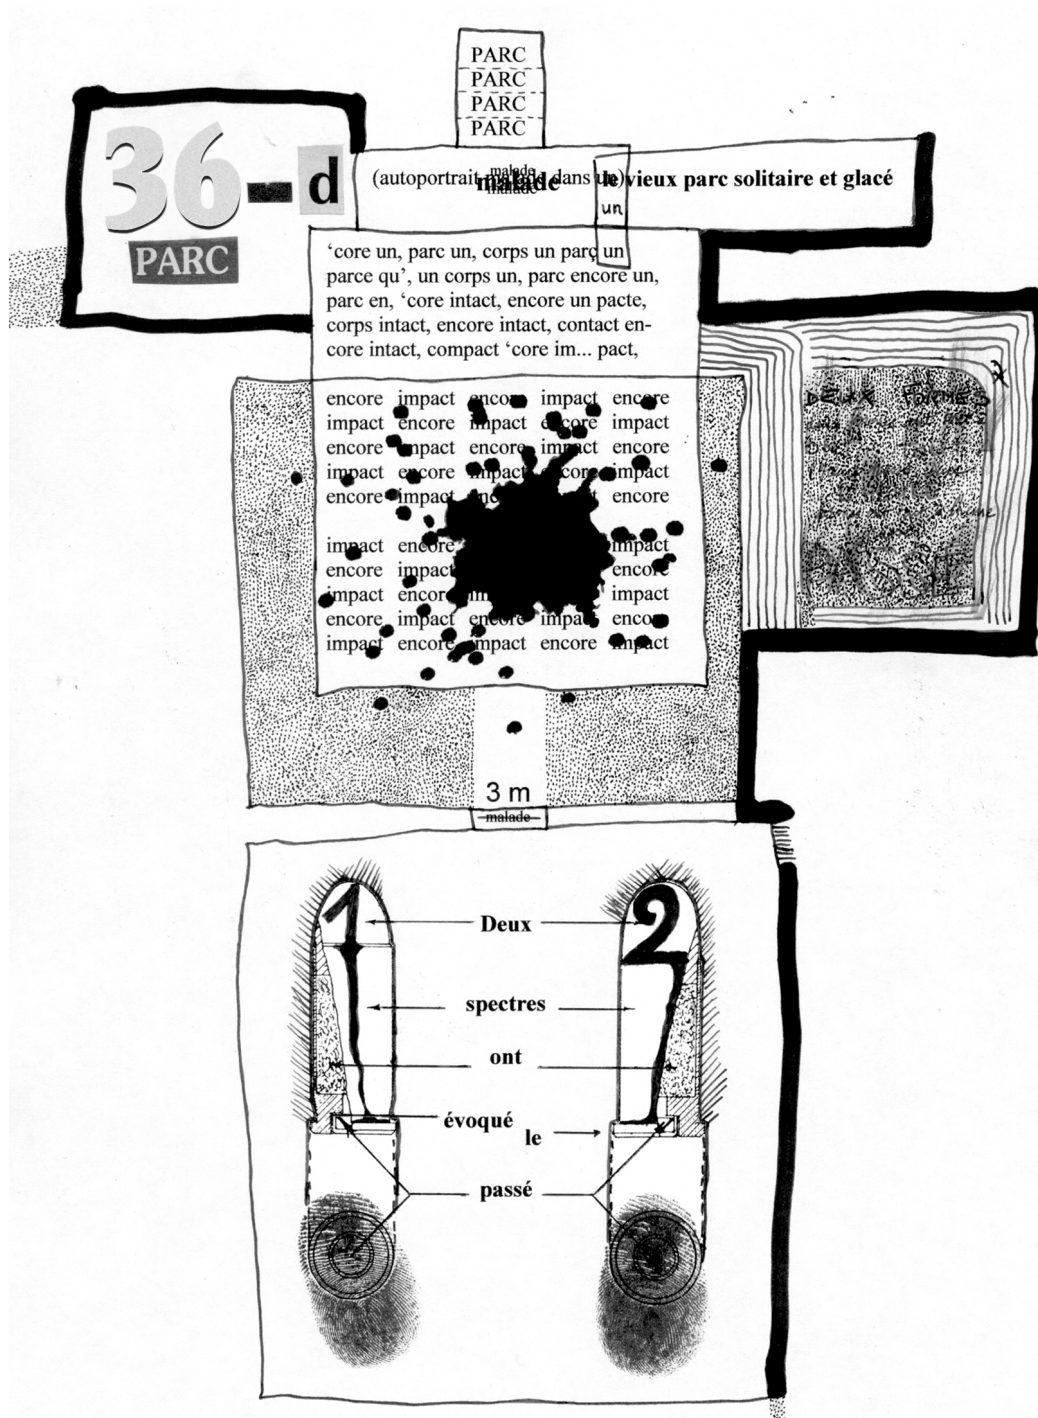 PARC
PARC
PARC
PARC
36-d
PARC
malade
(autoportrait malade dans un) le vieux parc solitaire et glacé
malade
un
‘core un, parc un, corps un parc un
parce qu’, un corps un, parc encore un,
parc en, ‘core intact, encore un pacte,
corps intact, encore intact, contact en-
core intact, compact ‘core im... pact,
encore impact encore impact encore
impact encore impact encore impact
encore impact encore impact encore
impact encore impact encore impact
encore impact encore
impact encore impact
encore impact encore
impact encore impact
encore impact encore impact encore
impact encore impact encore impact
DEUX FORMES
3 m
malade
1 Deux 2
spectres
ont
évoqué
le
passé